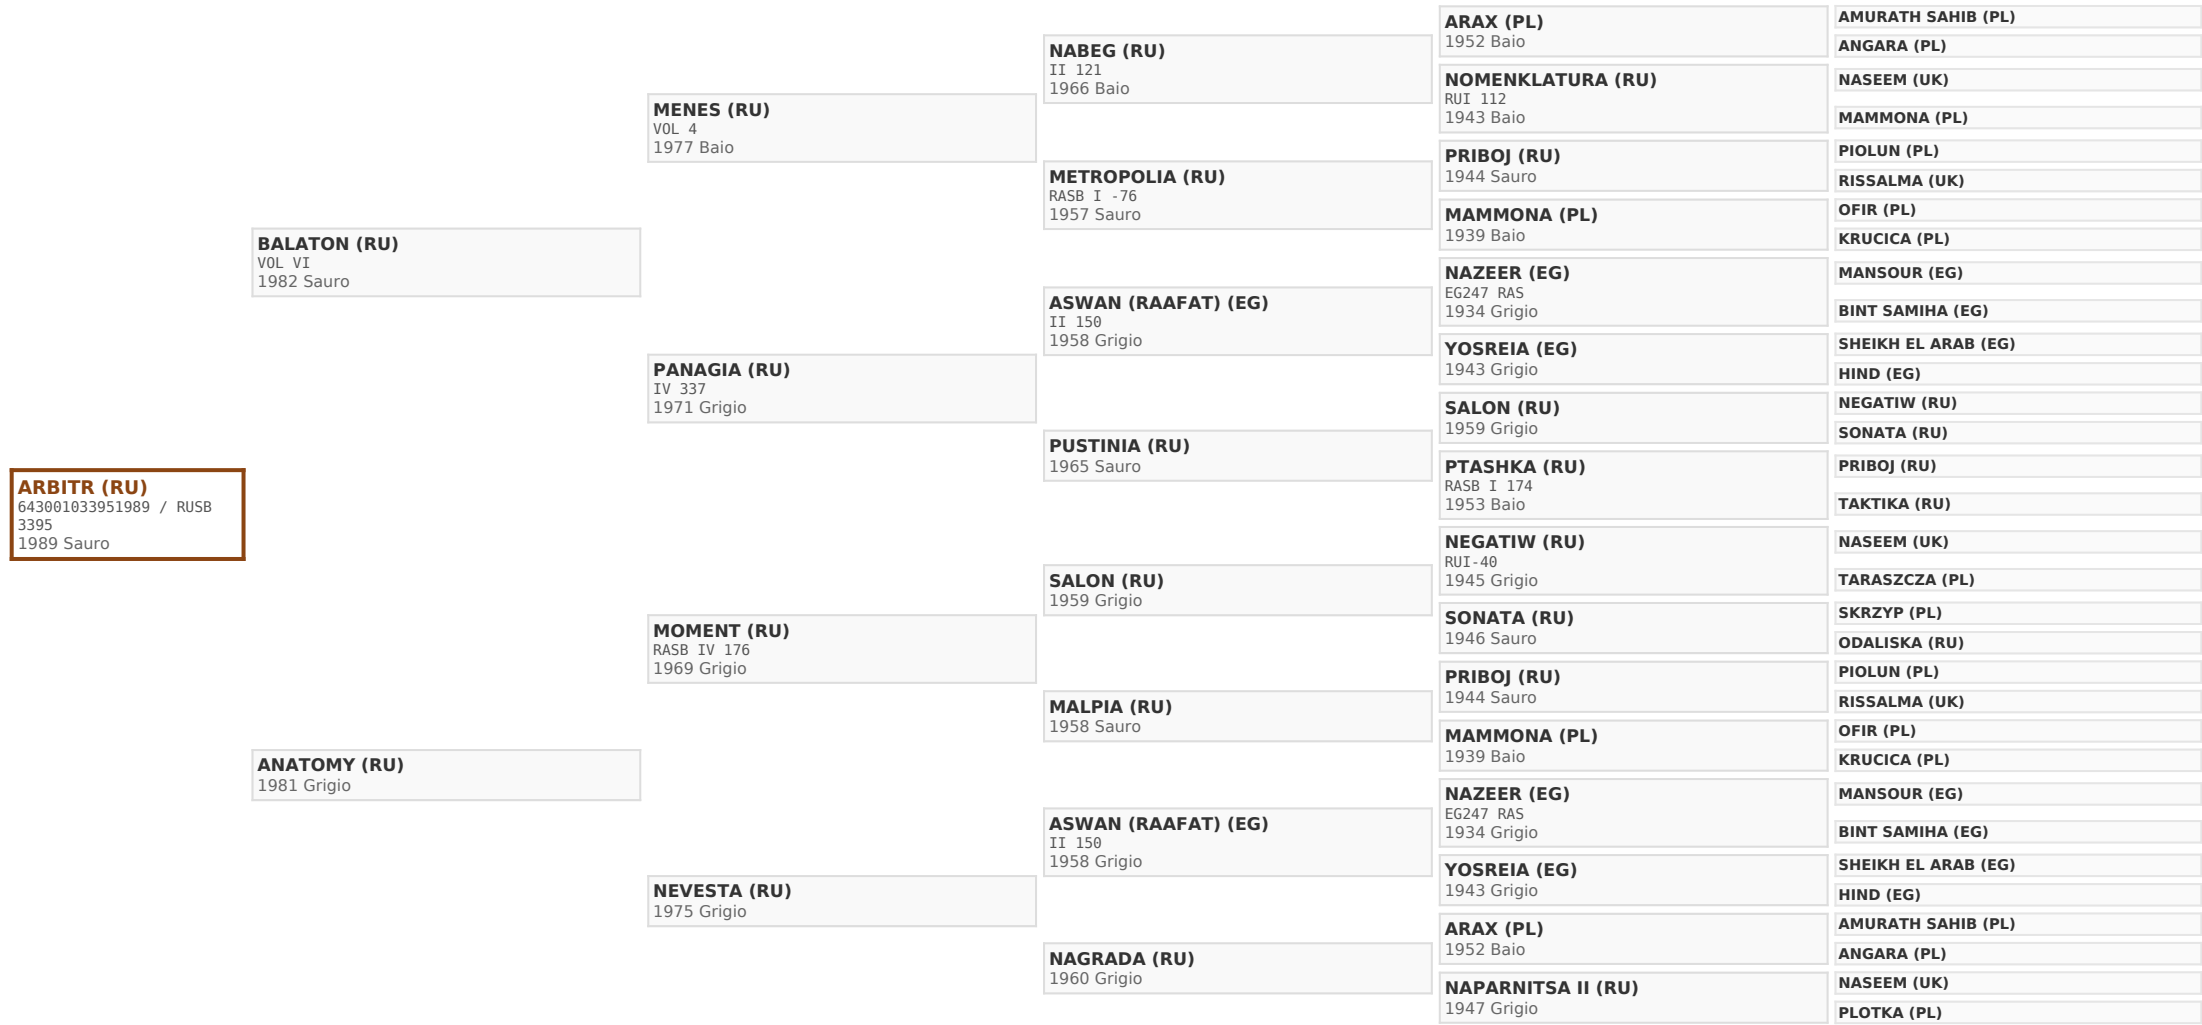 ARBITR (RU)
643001033951989 / RUSB
3395
1989 Sauro
BALATON (RU)
VOL VI
1982 Sauro
ANATOMY (RU)
1981 Grigio
MENES (RU)
VOL 4
1977 Baio
PANAGIA (RU)
IV 337
1971 Grigio
MOMENT (RU)
RASB IV 176
1969 Grigio
NEVESTA (RU)
1975 Grigio
NABEG (RU)
II 121
1966 Baio
METROPOLIA (RU)
RASB I -76
1957 Sauro
ASWAN (RAAFAT) (EG)
II 150
1958 Grigio
PUSTINIA (RU)
1965 Sauro
SALON (RU)
1959 Grigio
MALPIA (RU)
1958 Sauro
ASWAN (RAAFAT) (EG)
II 150
1958 Grigio
NAGRADA (RU)
1960 Grigio
ARAX (PL)
1952 Baio
NOMENKLATURA (RU)
RUI 112
1943 Baio
PRIBOJ (RU)
1944 Sauro
MAMMONA (PL)
1939 Baio
NAZEER (EG)
EG247 RAS
1934 Grigio
YOSREIA (EG)
1943 Grigio
SALON (RU)
1959 Grigio
PTASHKA (RU)
RASB I 174
1953 Baio
NEGATIW (RU)
RUI-40
1945 Grigio
SONATA (RU)
1946 Sauro
PRIBOJ (RU)
1944 Sauro
MAMMONA (PL)
1939 Baio
NAZEER (EG)
EG247 RAS
1934 Grigio
YOSREIA (EG)
1943 Grigio
ARAX (PL)
1952 Baio
NAPARNITSA II (RU)
1947 Grigio
AMURATH SAHIB (PL)
ANGARA (PL)
NASEEM (UK)
MAMMONA (PL)
PIOLUN (PL)
RISSALMA (UK)
OFIR (PL)
KRUCICA (PL)
MANSOUR (EG)
BINT SAMIHA (EG)
SHEIKH EL ARAB (EG)
HIND (EG)
NEGATIW (RU)
SONATA (RU)
PRIBOJ (RU)
TAKTIKA (RU)
NASEEM (UK)
TARASZCZA (PL)
SKRZYP (PL)
ODALISKA (RU)
PIOLUN (PL)
RISSALMA (UK)
OFIR (PL)
KRUCICA (PL)
MANSOUR (EG)
BINT SAMIHA (EG)
SHEIKH EL ARAB (EG)
HIND (EG)
AMURATH SAHIB (PL)
ANGARA (PL)
NASEEM (UK)
PLOTKA (PL)